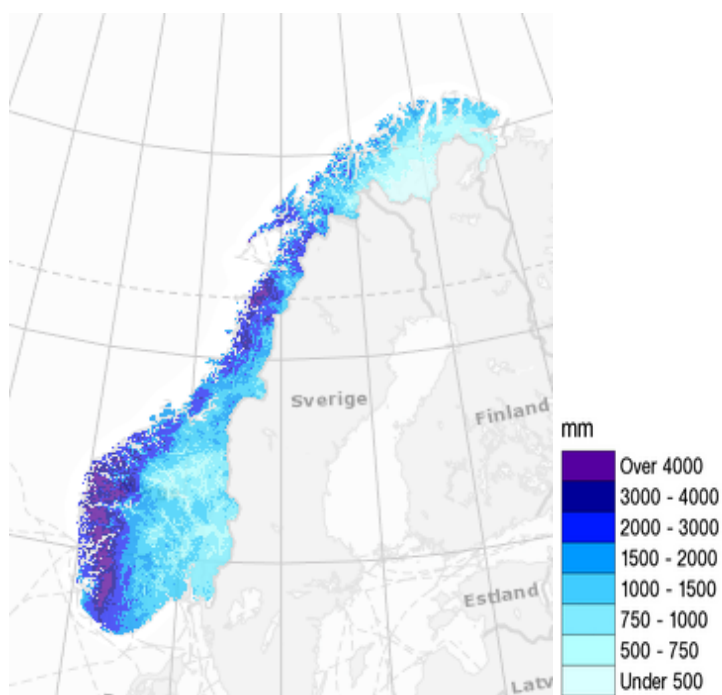 Sverige
Finland
Estland
Latv
mm
Over 4000
3000 - 4000
2000 - 3000
1500 - 2000
1000 - 1500
750 - 1000
500 - 750
Under 500